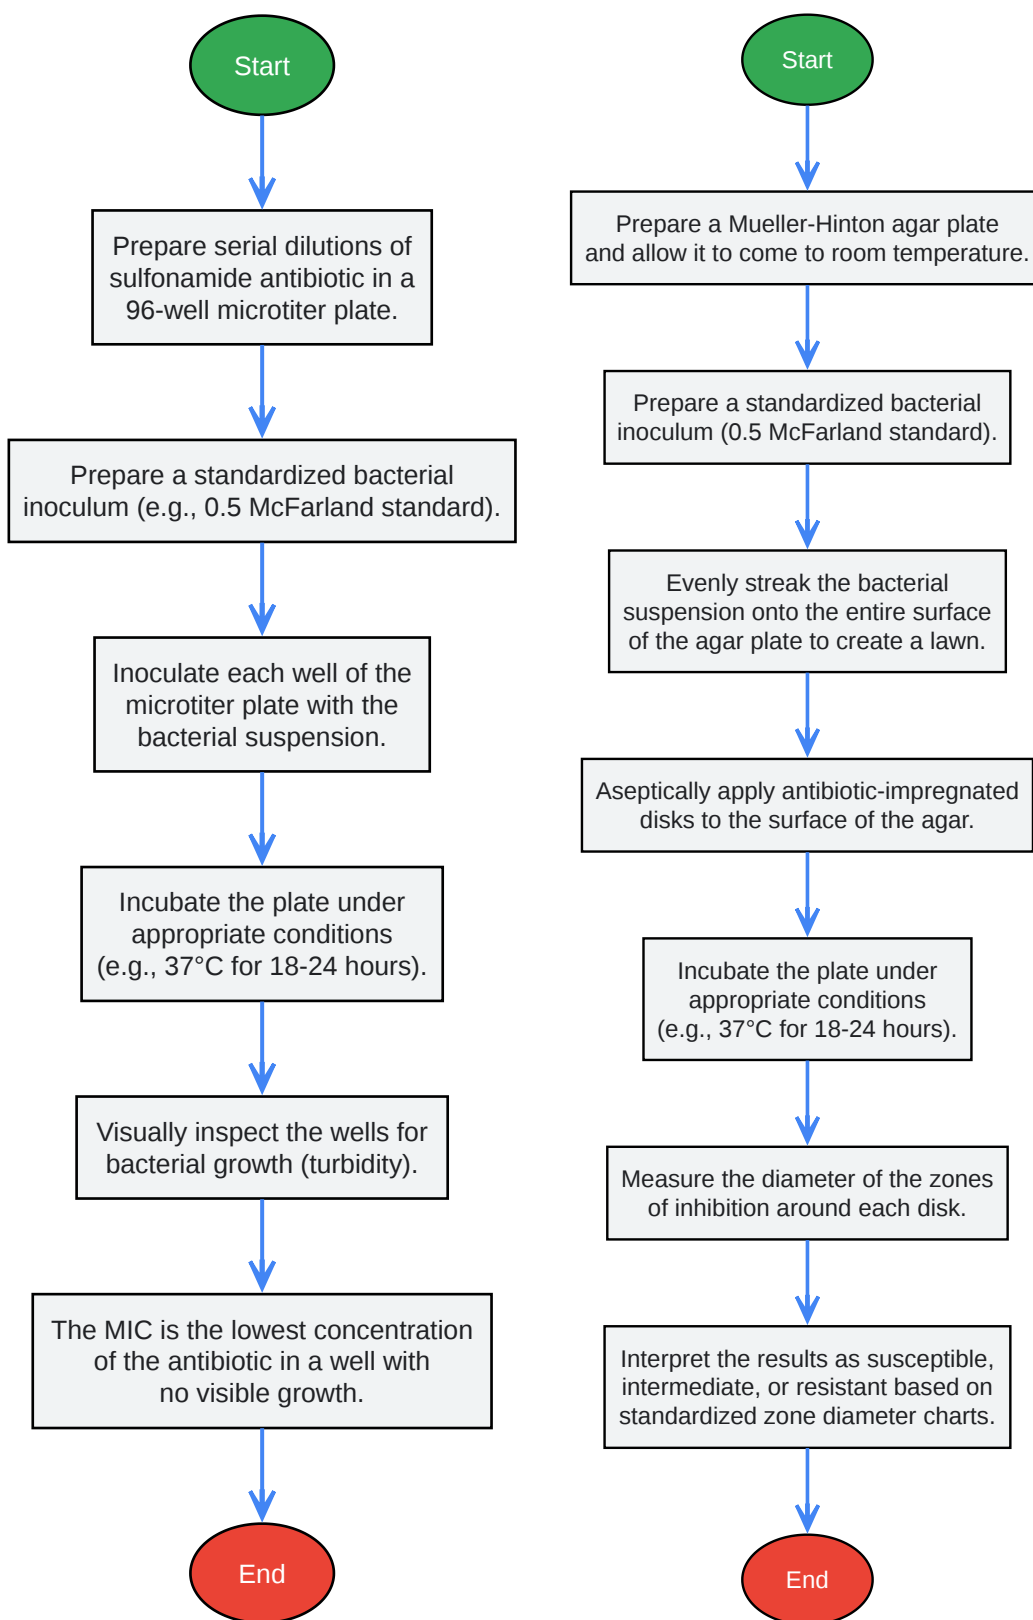 Start
Prepare serial dilutions of
sulfonamide antibiotic in a
96-well microtiter plate.
Prepare a standardized bacterial
inoculum (e.g., 0.5 McFarland standard).
Inoculate each well of the
microtiter plate with the
bacterial suspension.
Incubate the plate under
appropriate conditions
(e.g., 37°C for 18-24 hours).
Visually inspect the wells for
bacterial growth (turbidity).
The MIC is the lowest concentration
of the antibiotic in a well with
no visible growth.
End
Start
Prepare a Mueller-Hinton agar plate
and allow it to come to room temperature.
Prepare a standardized bacterial
inoculum (0.5 McFarland standard).
Evenly streak the bacterial
suspension onto the entire surface
of the agar plate to create a lawn.
Aseptically apply antibiotic-impregnated
disks to the surface of the agar.
Incubate the plate under
appropriate conditions
(e.g., 37°C for 18-24 hours).
Measure the diameter of the zones
of inhibition around each disk.
Interpret the results as susceptible,
intermediate, or resistant based on
standardized zone diameter charts.
End